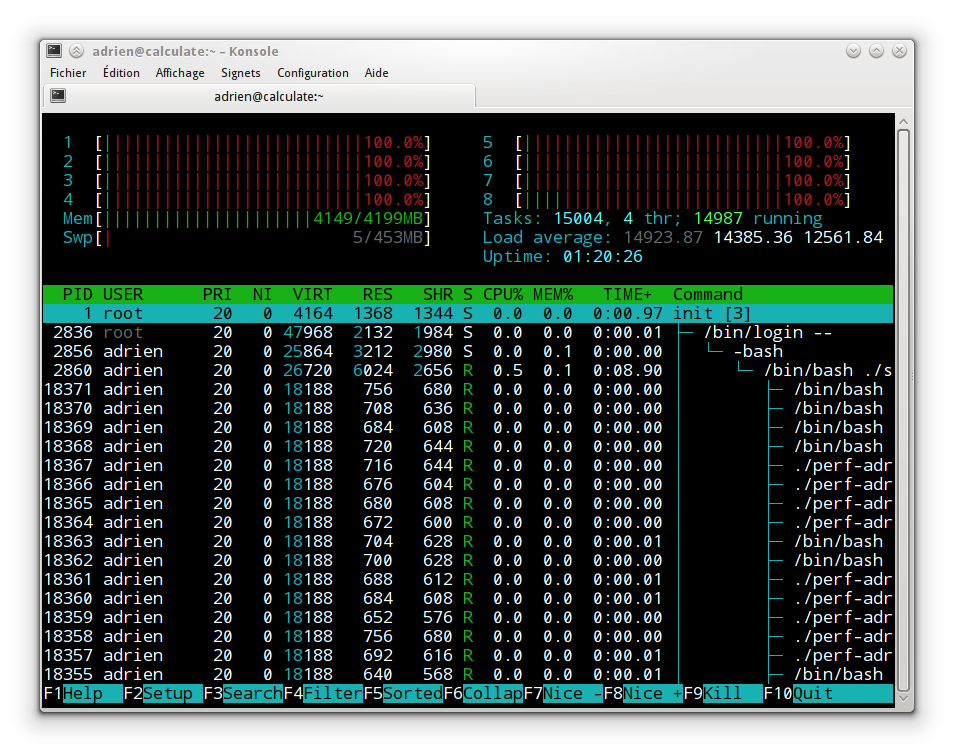 adrien@calculate:~ – Konsole
Fichier Édition Affichage Signets Configuration Aide
adrien@calculate:~
1 [||||||||||||||||||||||||||100.0%] 5 [||||||||||||||||||||||||||100.0%]
2 [||||||||||||||||||||||||||100.0%] 6 [||||||||||||||||||||||||||100.0%]
3 [||||||||||||||||||||||||||100.0%] 7 [||||||||||||||||||||||||||100.0%]
4 [||||||||||||||||||||||||||100.0%] 8 [||||||||||||||||||||||||||100.0%]
Mem[|||||||||||||||||||||4149/4199MB] Tasks: 15004, 4 thr; 14987 running
Swp[| 5/453MB] Load average: 14923.87 14385.36 12561.84
Uptime: 01:20:26
PID USER PRI NI VIRT RES SHR S CPU% MEM% TIME+ Command
1 root 20 0 4164 1368 1344 S 0.0 0.0 0:00.97 init [3]
2836 root 20 0 47968 2132 1984 S 0.0 0.0 0:00.01 ├─ /bin/login --
2856 adrien 20 0 25864 3212 2980 S 0.0 0.1 0:00.00 │ └─ -bash
2860 adrien 20 0 26720 6024 2656 R 0.5 0.1 0:08.90 │ └─ /bin/bash ./s
18371 adrien 20 0 18188 756 680 R 0.0 0.0 0:00.00 │ ├─ /bin/bash
18370 adrien 20 0 18188 708 636 R 0.0 0.0 0:00.00 │ ├─ /bin/bash
18369 adrien 20 0 18188 684 608 R 0.0 0.0 0:00.00 │ ├─ /bin/bash
18368 adrien 20 0 18188 720 644 R 0.0 0.0 0:00.00 │ ├─ /bin/bash
18367 adrien 20 0 18188 716 644 R 0.0 0.0 0:00.01 │ ├─ ./perf-adr
18366 adrien 20 0 18188 676 604 R 0.0 0.0 0:00.00 │ ├─ ./perf-adr
18365 adrien 20 0 18188 680 608 R 0.0 0.0 0:00.01 │ ├─ ./perf-adr
18364 adrien 20 0 18188 672 600 R 0.0 0.0 0:00.00 │ ├─ ./perf-adr
18363 adrien 20 0 18188 704 628 R 0.0 0.0 0:00.01 │ ├─ /bin/bash
18362 adrien 20 0 18188 700 628 R 0.0 0.0 0:00.00 │ ├─ /bin/bash
18361 adrien 20 0 18188 688 612 R 0.0 0.0 0:00.01 │ ├─ ./perf-adr
18360 adrien 20 0 18188 684 608 R 0.0 0.0 0:00.01 │ ├─ ./perf-adr
18359 adrien 20 0 18188 652 576 R 0.0 0.0 0:00.00 │ ├─ ./perf-adr
18358 adrien 20 0 18188 756 680 R 0.0 0.0 0:00.00 │ ├─ ./perf-adr
18357 adrien 20 0 18188 692 616 R 0.0 0.0 0:00.01 │ ├─ ./perf-adr
18355 adrien 20 0 18188 640 568 R 0.0 0.0 0:00.01 │ ├─ /bin/bash
F1Help F2Setup F3SearchF4FilterF5SortedF6CollapF7Nice -F8Nice +F9Kill F10Quit